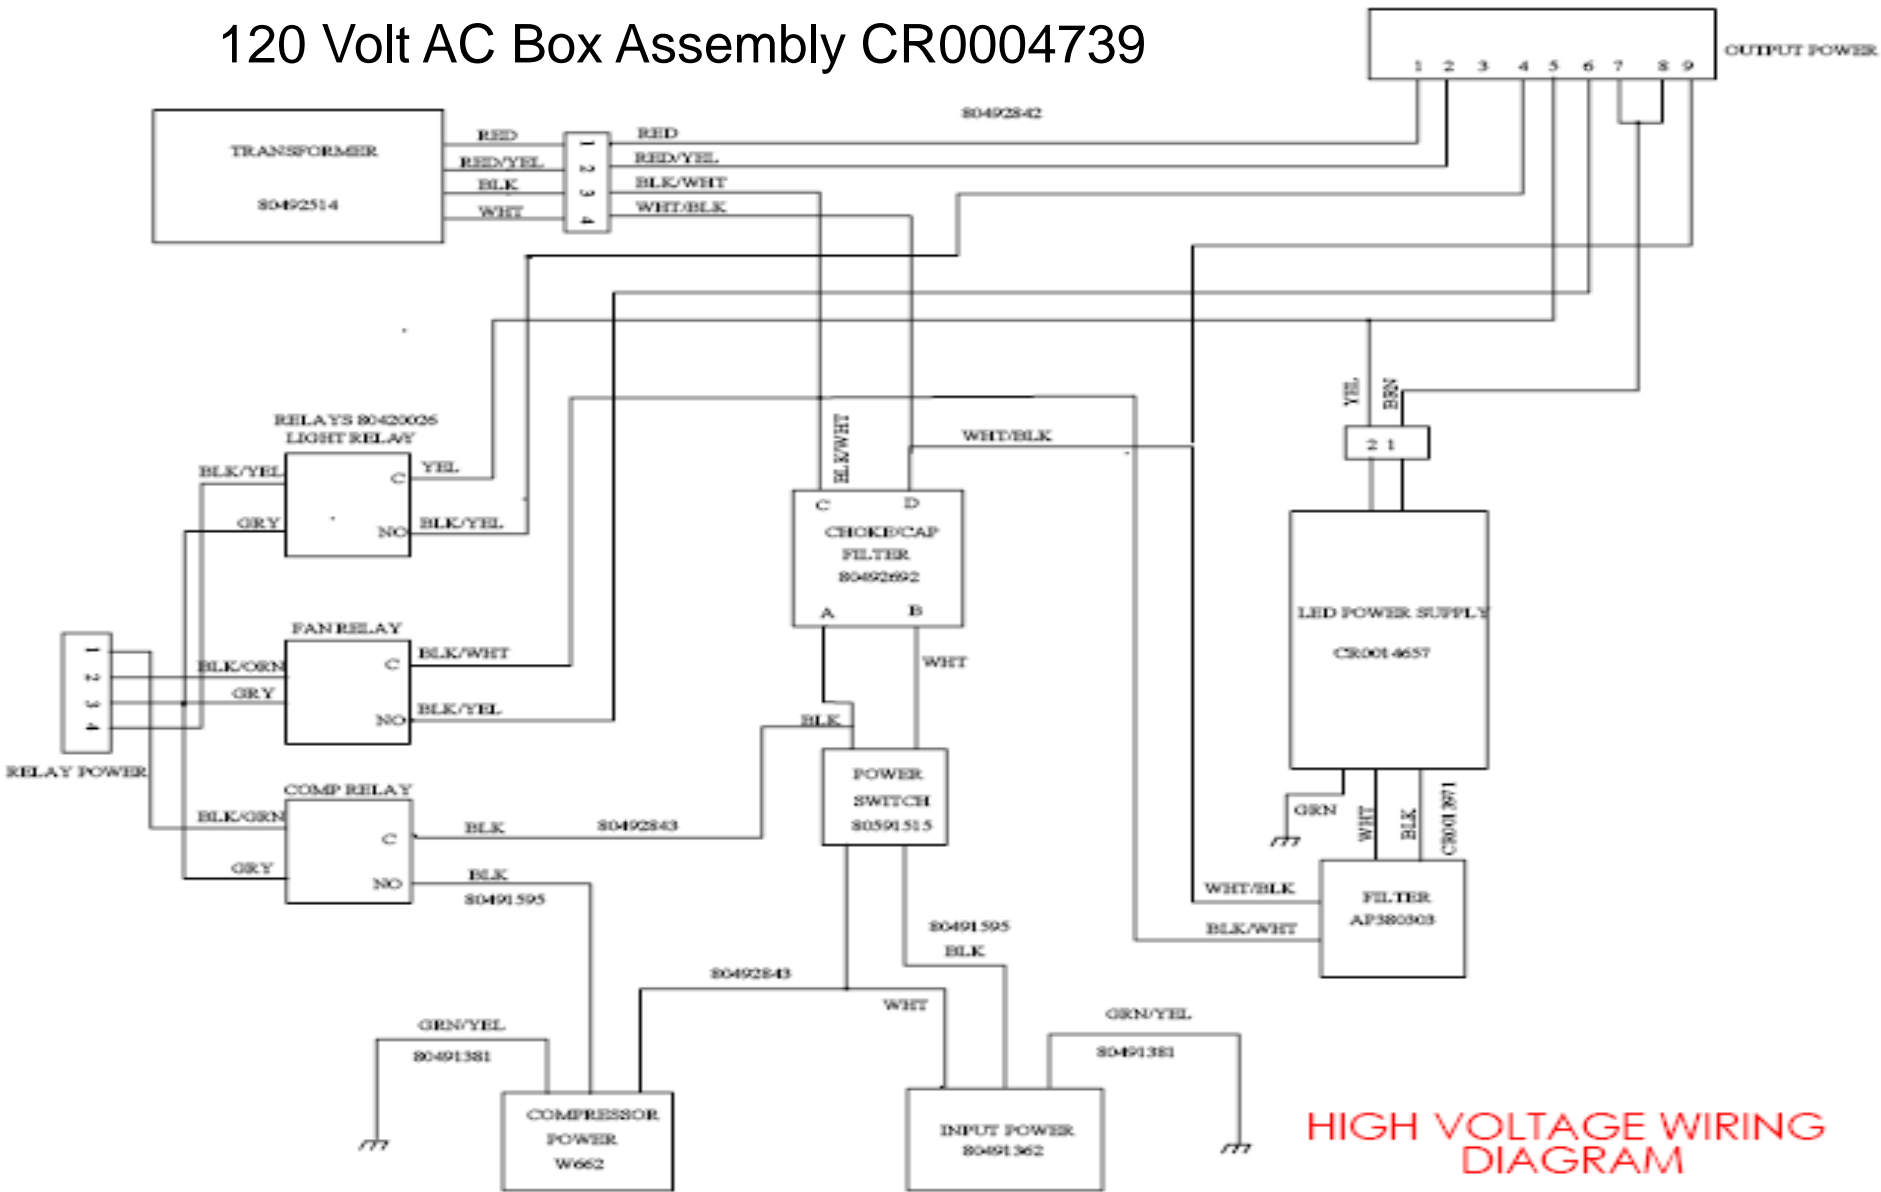 120 Volt AC Box Assembly CR0004739
OUTPUT POWER
1 2 3 4 5 6 7 8 9
80492842
TRANSFORMER
80492514
RED
RED/YEL
BLK
WHT
1
2
3
4
RED
RED/YEL
BLK/WHT
WHT/BLK
YEL
BRN
2 1
RELAYS 80420026
LIGHT RELAY
BLK/YEL
GRY
C
NO
YEL
BLK/YEL
BLK/WHT
WHT/BLK
C D
CHOKE/CAP
FILTER
80492692
A B
WHT
BLK
LED POWER SUPPLY
CR0014657
FAN RELAY
BLK/ORN
GRY
C
NO
BLK/WHT
BLK/YEL
1
2
3
4
RELAY POWER
POWER
SWITCH
80591515
COMP RELAY
BLK/GRN
GRY
C
NO
BLK
80492843
BLK
80491595
GRN
WHT
BLK
CR0013971
WHT/BLK
BLK/WHT
FILTER
AP380303
80491595
BLK
80492843
WHT
GRN/YEL
80491381
GRN/YEL
80491381
COMPRESSOR
POWER
W662
INPUT POWER
80491362
HIGH VOLTAGE WIRING
DIAGRAM